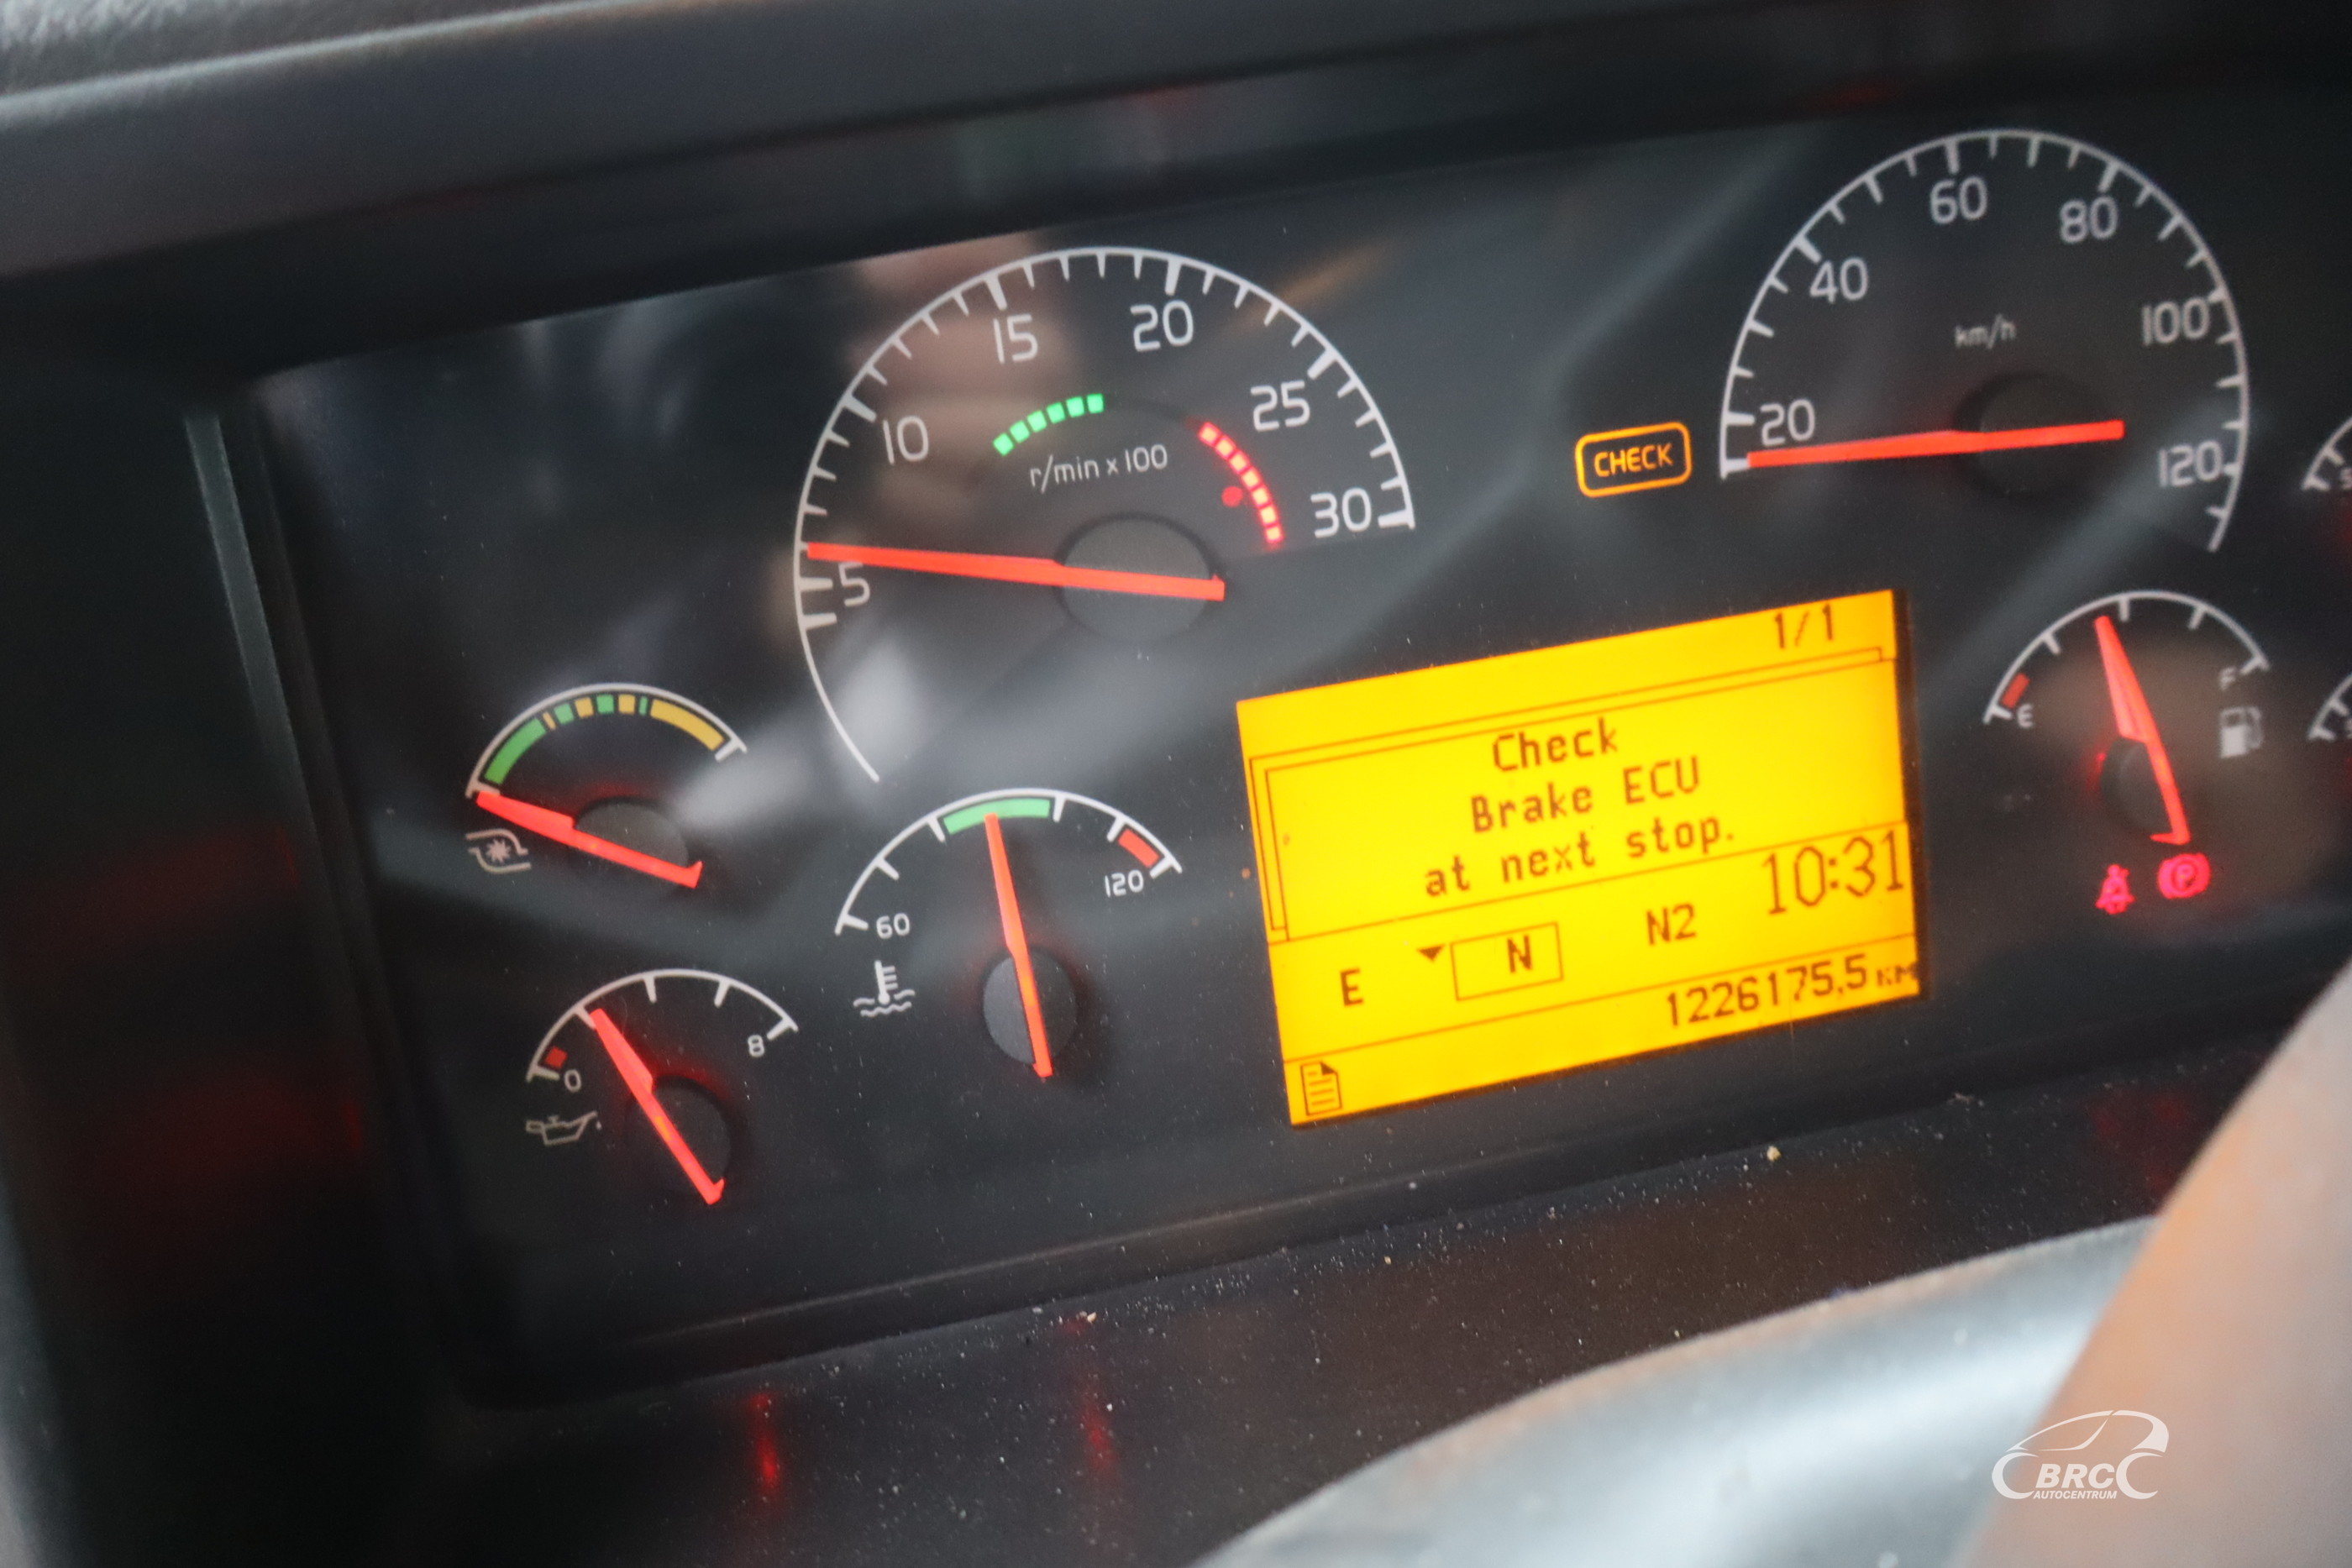 15 20
10 25
r/min x 100
5 30
60 80
40 100
km/h
20 120
CHECK
1/1
Check
Brake ECU
at next stop.
E N N2 10:31
1226175,5 KM
E F
P
60 120
0 8
BRC
AUTOCENTRUM